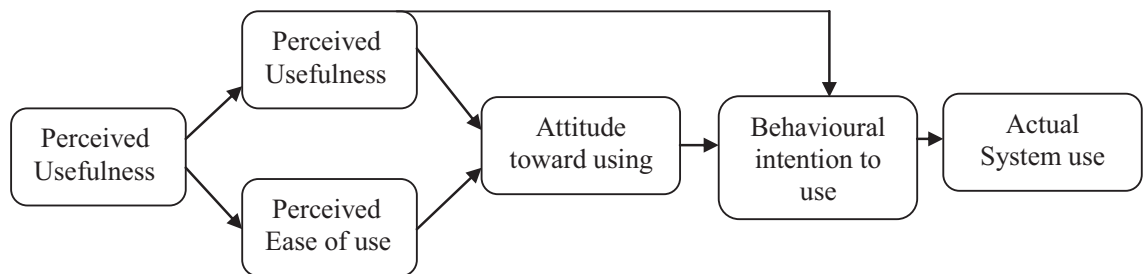 Perceived
Usefulness
Perceived
Usefulness
Perceived
Ease of use
Attitude
toward using
Behavioural
intention to
use
Actual
System use